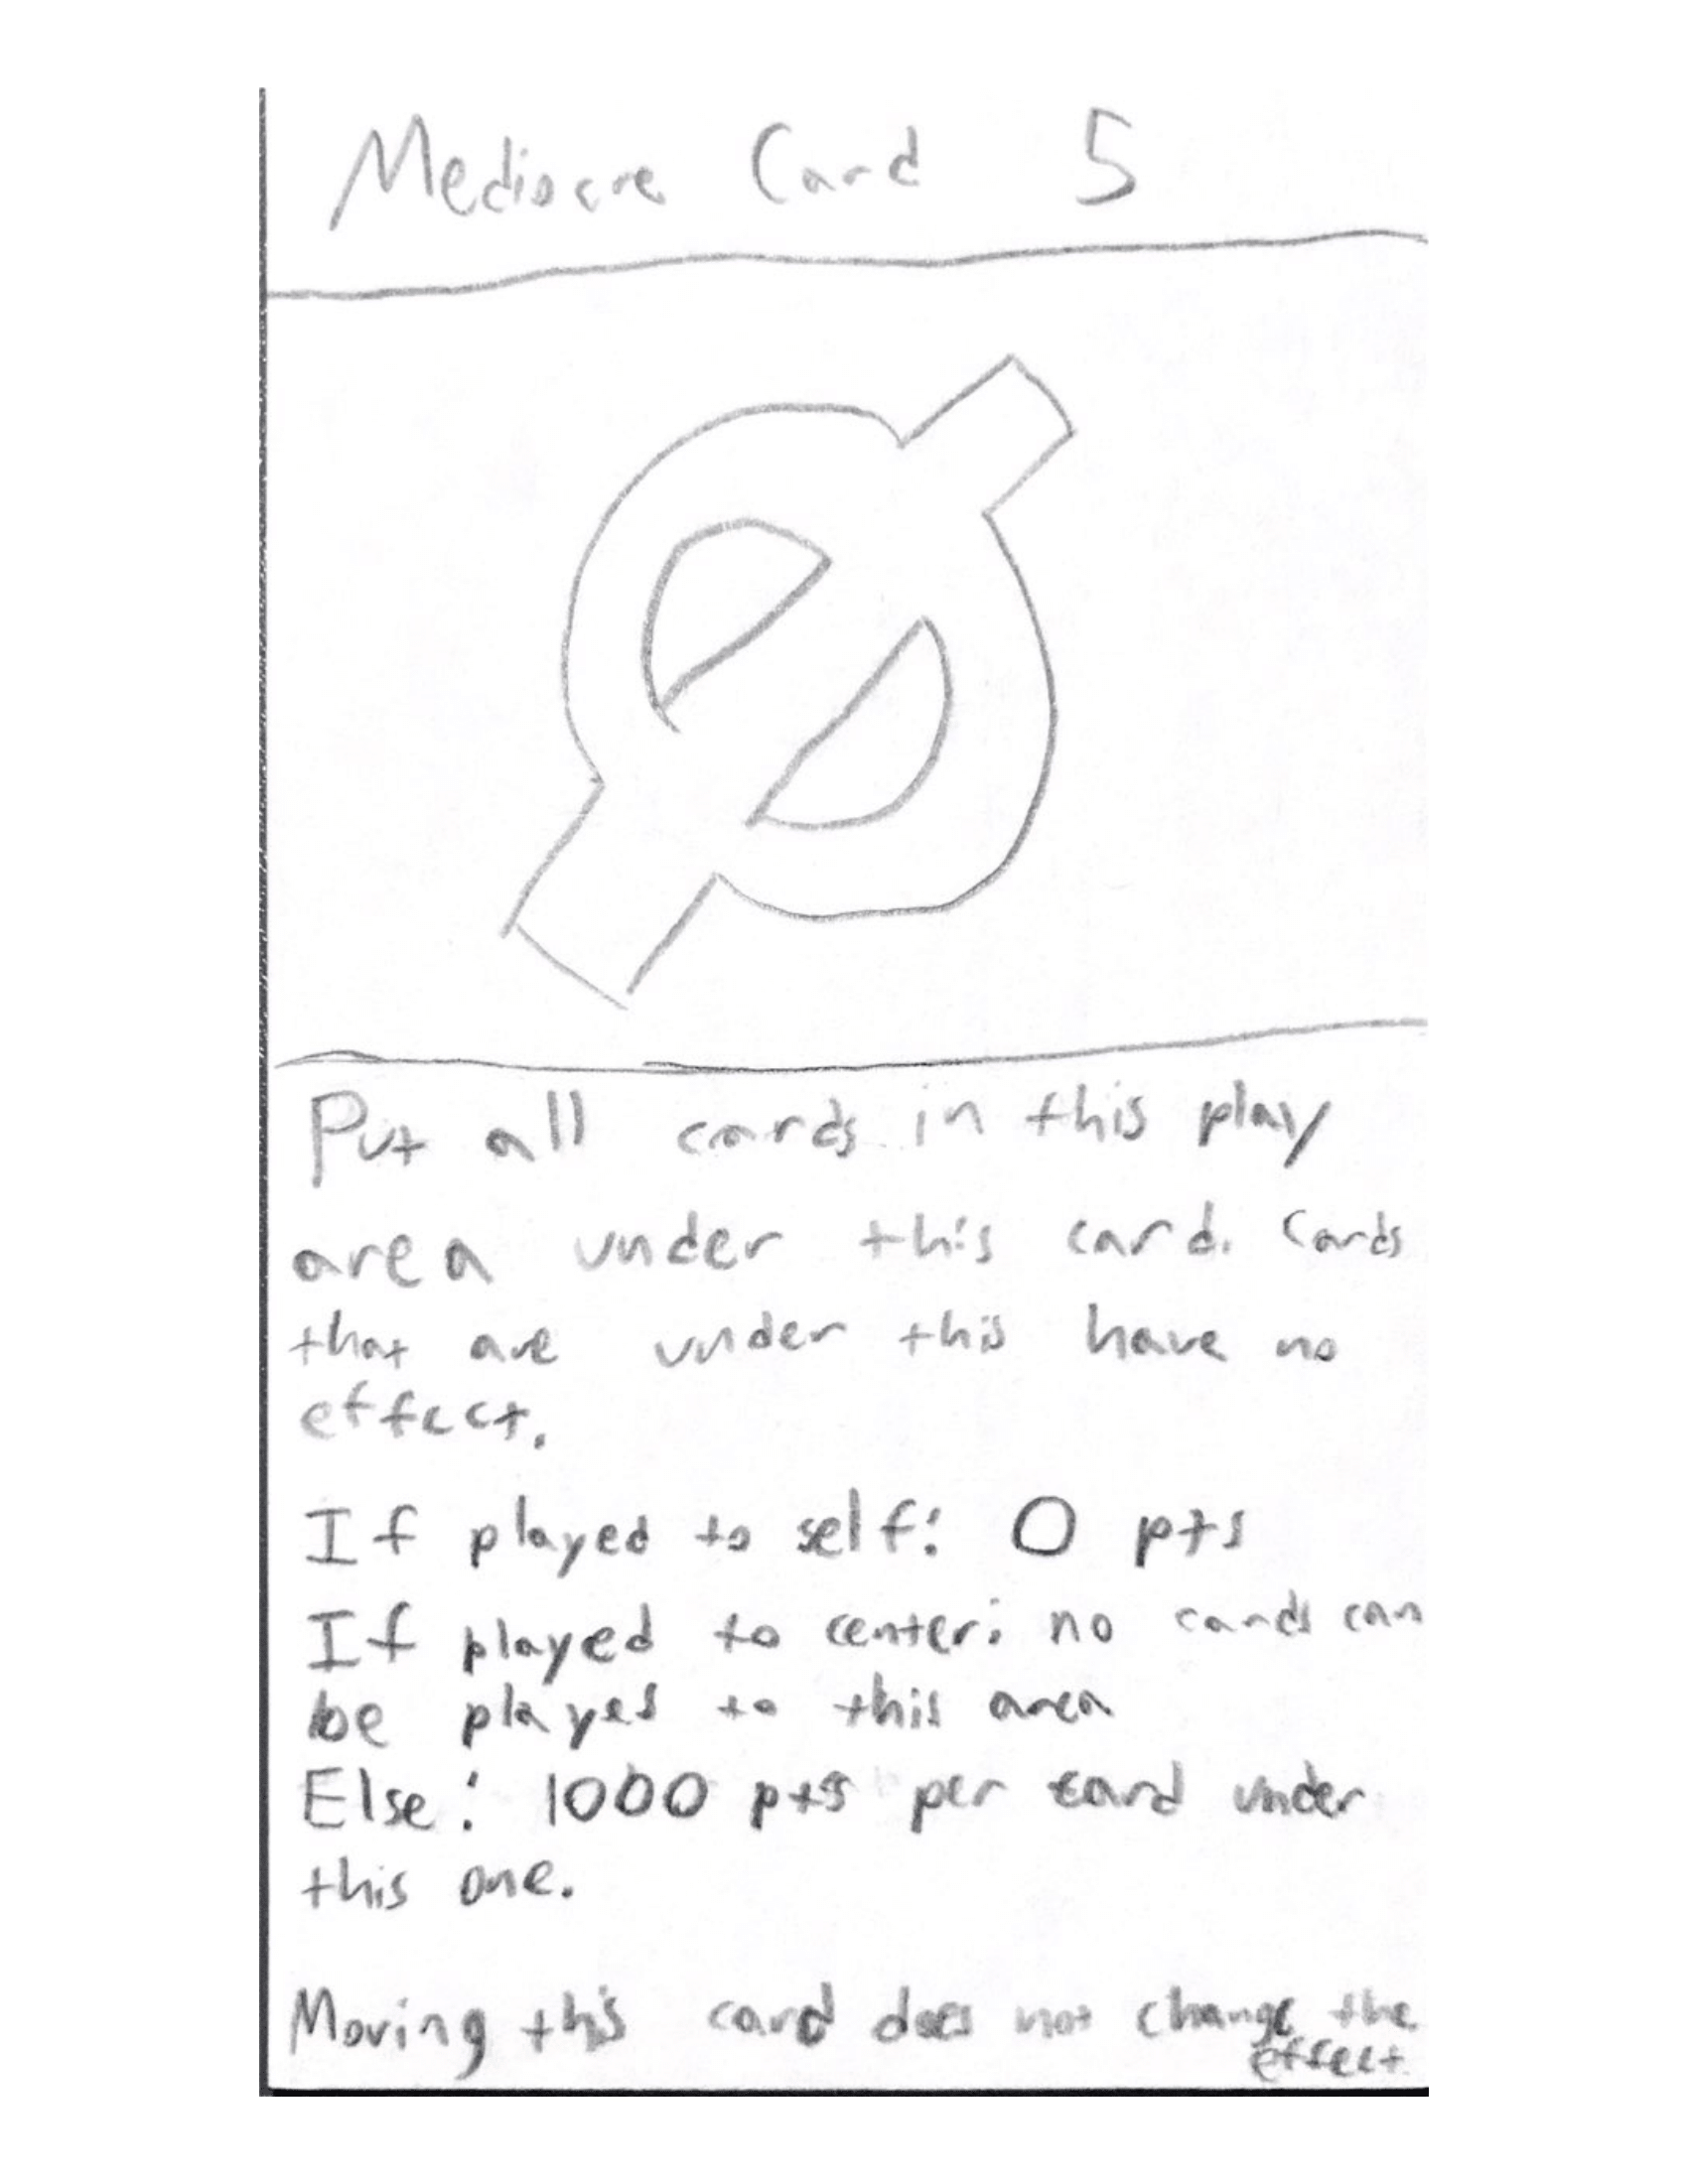 Mediocre Card 5
Put all cards in this play
area under this card. Cards
that are under this have no
effect.
If played to self: 0 pts
If played to center: no cards can
be played to this area
Else: 1000 pts per card under
this one.
Moving this card does not change the
effect.